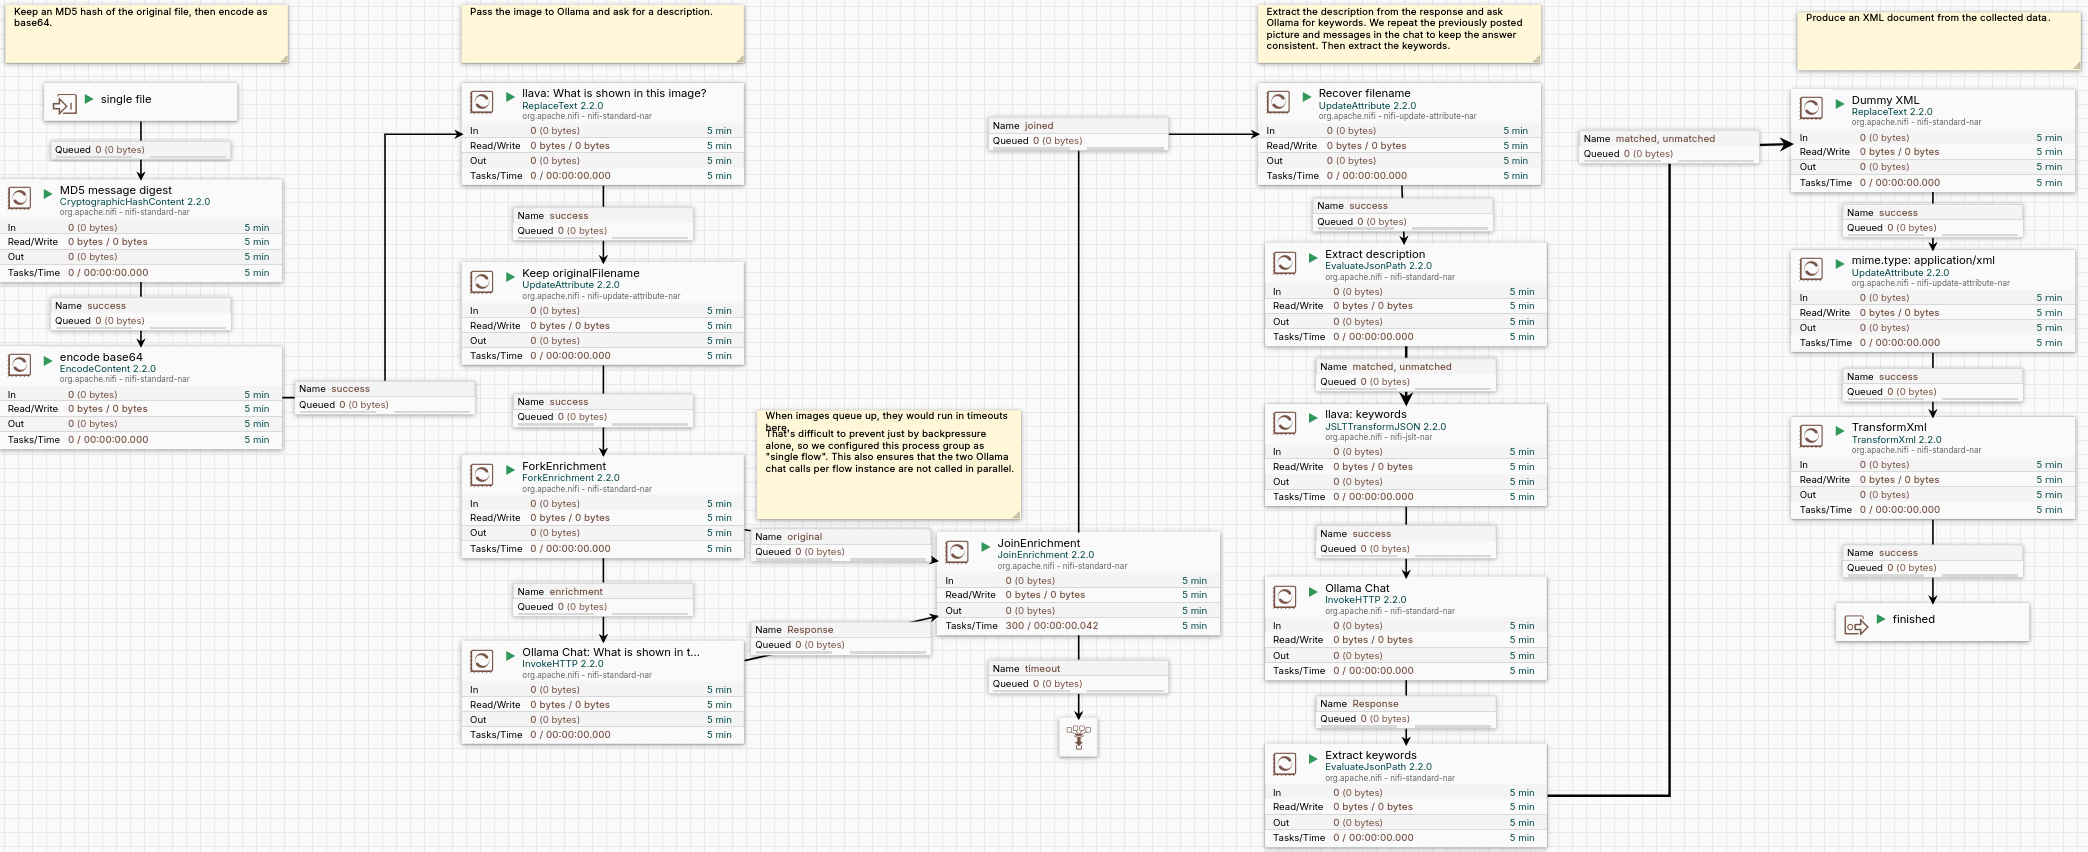 Keep an MD5 hash of the original file, then encode as
base64.
single file
Queued 0 (0 bytes)
MD5 message digest
CryptographicHashContent 2.2.0
org.apache.nifi - nifi-standard-nar
In 0 (0 bytes) 5 min
Read/Write 0 bytes / 0 bytes 5 min
Out 0 (0 bytes) 5 min
Tasks/Time 0 / 00:00:00.000 5 min
Name success
Queued 0 (0 bytes)
encode base64
EncodeContent 2.2.0
org.apache.nifi - nifi-standard-nar
In 0 (0 bytes) 5 min
Read/Write 0 bytes / 0 bytes 5 min
Out 0 (0 bytes) 5 min
Tasks/Time 0 / 00:00:00.000 5 min
Name success
Queued 0 (0 bytes)
Pass the image to Ollama and ask for a description.
llava: What is shown in this image?
ReplaceText 2.2.0
org.apache.nifi - nifi-standard-nar
In 0 (0 bytes) 5 min
Read/Write 0 bytes / 0 bytes 5 min
Out 0 (0 bytes) 5 min
Tasks/Time 0 / 00:00:00.000 5 min
Name success
Queued 0 (0 bytes)
Keep originalFilename
UpdateAttribute 2.2.0
org.apache.nifi - nifi-update-attribute-nar
In 0 (0 bytes) 5 min
Read/Write 0 bytes / 0 bytes 5 min
Out 0 (0 bytes) 5 min
Tasks/Time 0 / 00:00:00.000 5 min
Name success
Queued 0 (0 bytes)
ForkEnrichment
ForkEnrichment 2.2.0
org.apache.nifi - nifi-standard-nar
In 0 (0 bytes) 5 min
Read/Write 0 bytes / 0 bytes 5 min
Out 0 (0 bytes) 5 min
Tasks/Time 0 / 00:00:00.000 5 min
Name enrichment
Queued 0 (0 bytes)
Ollama Chat: What is shown in t...
InvokeHTTP 2.2.0
org.apache.nifi - nifi-standard-nar
In 0 (0 bytes) 5 min
Read/Write 0 bytes / 0 bytes 5 min
Out 0 (0 bytes) 5 min
Tasks/Time 0 / 00:00:00.000 5 min
When images queue up, they would run in timeouts
here.
That's difficult to prevent just by backpressure
alone, so we configured this process group as
"single flow". This also ensures that the two Ollama
chat calls per flow instance are not called in parallel.
Name original
Queued 0 (0 bytes)
Name Response
Queued 0 (0 bytes)
Name joined
Queued 0 (0 bytes)
JoinEnrichment
JoinEnrichment 2.2.0
org.apache.nifi - nifi-standard-nar
In 0 (0 bytes) 5 min
Read/Write 0 bytes / 0 bytes 5 min
Out 0 (0 bytes) 5 min
Tasks/Time 300 / 00:00:00.042 5 min
Name timeout
Queued 0 (0 bytes)
Extract the description from the response and ask
Ollama for keywords. We repeat the previously posted
picture and messages in the chat to keep the answer
consistent. Then extract the keywords.
Recover filename
UpdateAttribute 2.2.0
org.apache.nifi - nifi-update-attribute-nar
In 0 (0 bytes) 5 min
Read/Write 0 bytes / 0 bytes 5 min
Out 0 (0 bytes) 5 min
Tasks/Time 0 / 00:00:00.000 5 min
Name success
Queued 0 (0 bytes)
Extract description
EvaluateJsonPath 2.2.0
org.apache.nifi - nifi-standard-nar
In 0 (0 bytes) 5 min
Read/Write 0 bytes / 0 bytes 5 min
Out 0 (0 bytes) 5 min
Tasks/Time 0 / 00:00:00.000 5 min
Name matched, unmatched
Queued 0 (0 bytes)
llava: keywords
JSLTTransformJSON 2.2.0
org.apache.nifi - nifi-jslt-nar
In 0 (0 bytes) 5 min
Read/Write 0 bytes / 0 bytes 5 min
Out 0 (0 bytes) 5 min
Tasks/Time 0 / 00:00:00.000 5 min
Name success
Queued 0 (0 bytes)
Ollama Chat
InvokeHTTP 2.2.0
org.apache.nifi - nifi-standard-nar
In 0 (0 bytes) 5 min
Read/Write 0 bytes / 0 bytes 5 min
Out 0 (0 bytes) 5 min
Tasks/Time 0 / 00:00:00.000 5 min
Name Response
Queued 0 (0 bytes)
Extract keywords
EvaluateJsonPath 2.2.0
org.apache.nifi - nifi-standard-nar
In 0 (0 bytes) 5 min
Read/Write 0 bytes / 0 bytes 5 min
Out 0 (0 bytes) 5 min
Tasks/Time 0 / 00:00:00.000 5 min
Name matched, unmatched
Queued 0 (0 bytes)
Produce an XML document from the collected data.
Dummy XML
ReplaceText 2.2.0
org.apache.nifi - nifi-standard-nar
In 0 (0 bytes) 5 min
Read/Write 0 bytes / 0 bytes 5 min
Out 0 (0 bytes) 5 min
Tasks/Time 0 / 00:00:00.000 5 min
Name success
Queued 0 (0 bytes)
mime.type: application/xml
UpdateAttribute 2.2.0
org.apache.nifi - nifi-update-attribute-nar
In 0 (0 bytes) 5 min
Read/Write 0 bytes / 0 bytes 5 min
Out 0 (0 bytes) 5 min
Tasks/Time 0 / 00:00:00.000 5 min
Name success
Queued 0 (0 bytes)
TransformXml
TransformXml 2.2.0
org.apache.nifi - nifi-standard-nar
In 0 (0 bytes) 5 min
Read/Write 0 bytes / 0 bytes 5 min
Out 0 (0 bytes) 5 min
Tasks/Time 0 / 00:00:00.000 5 min
Name success
Queued 0 (0 bytes)
finished